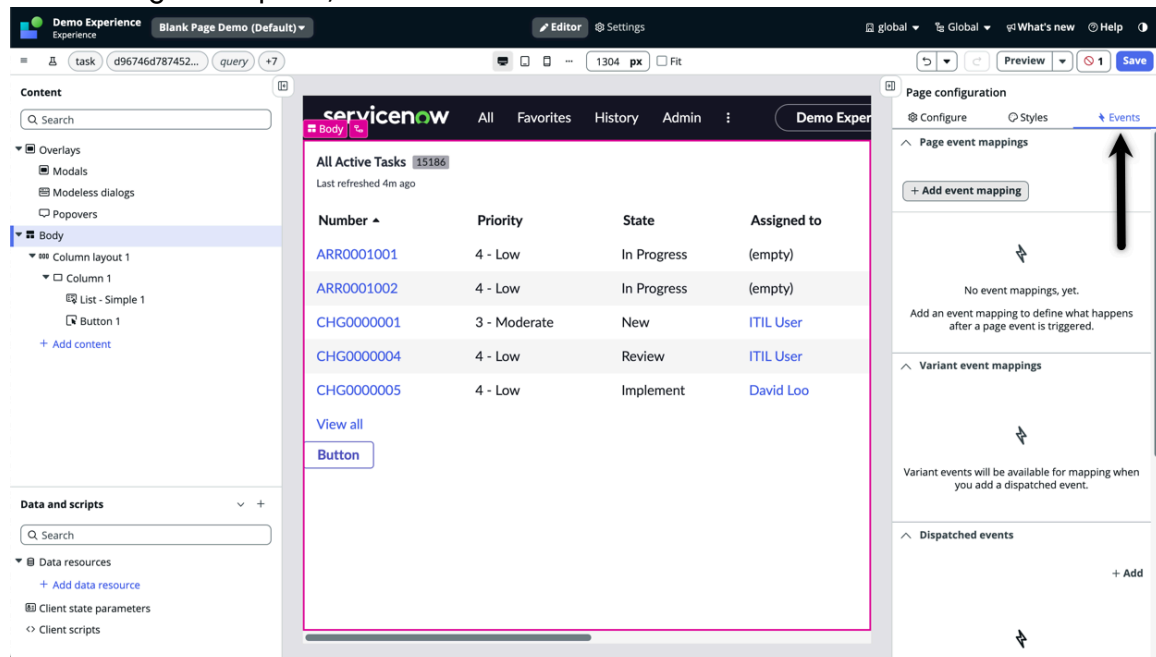 Demo Experience
Experience
Blank Page Demo (Default)
Editor
Settings
global
Global
What's new
Help
task
d96746d787452...
query
+7
1304 px
Fit
Preview
1
Save
Content
Search
Overlays
Modals
Modeless dialogs
Popovers
Body
Column layout 1
Column 1
List - Simple 1
Button 1
+ Add content
Data and scripts
Search
Data resources
+ Add data resource
Client state parameters
Client scripts
servicenow
All Favorites History Admin
Demo Exper
Body
All Active Tasks 15186
Last refreshed 4m ago
Number Priority State Assigned to
ARR0001001 4 - Low In Progress (empty)
ARR0001002 4 - Low In Progress (empty)
CHG0000001 3 - Moderate New ITIL User
CHG0000004 4 - Low Review ITIL User
CHG0000005 4 - Low Implement David Loo
View all
Button
Page configuration
Configure Styles Events
Page event mappings
+ Add event mapping
No event mappings, yet.
Add an event mapping to define what happens
after a page event is triggered.
Variant event mappings
Variant events will be available for mapping when
you add a dispatched event.
Dispatched events
+ Add